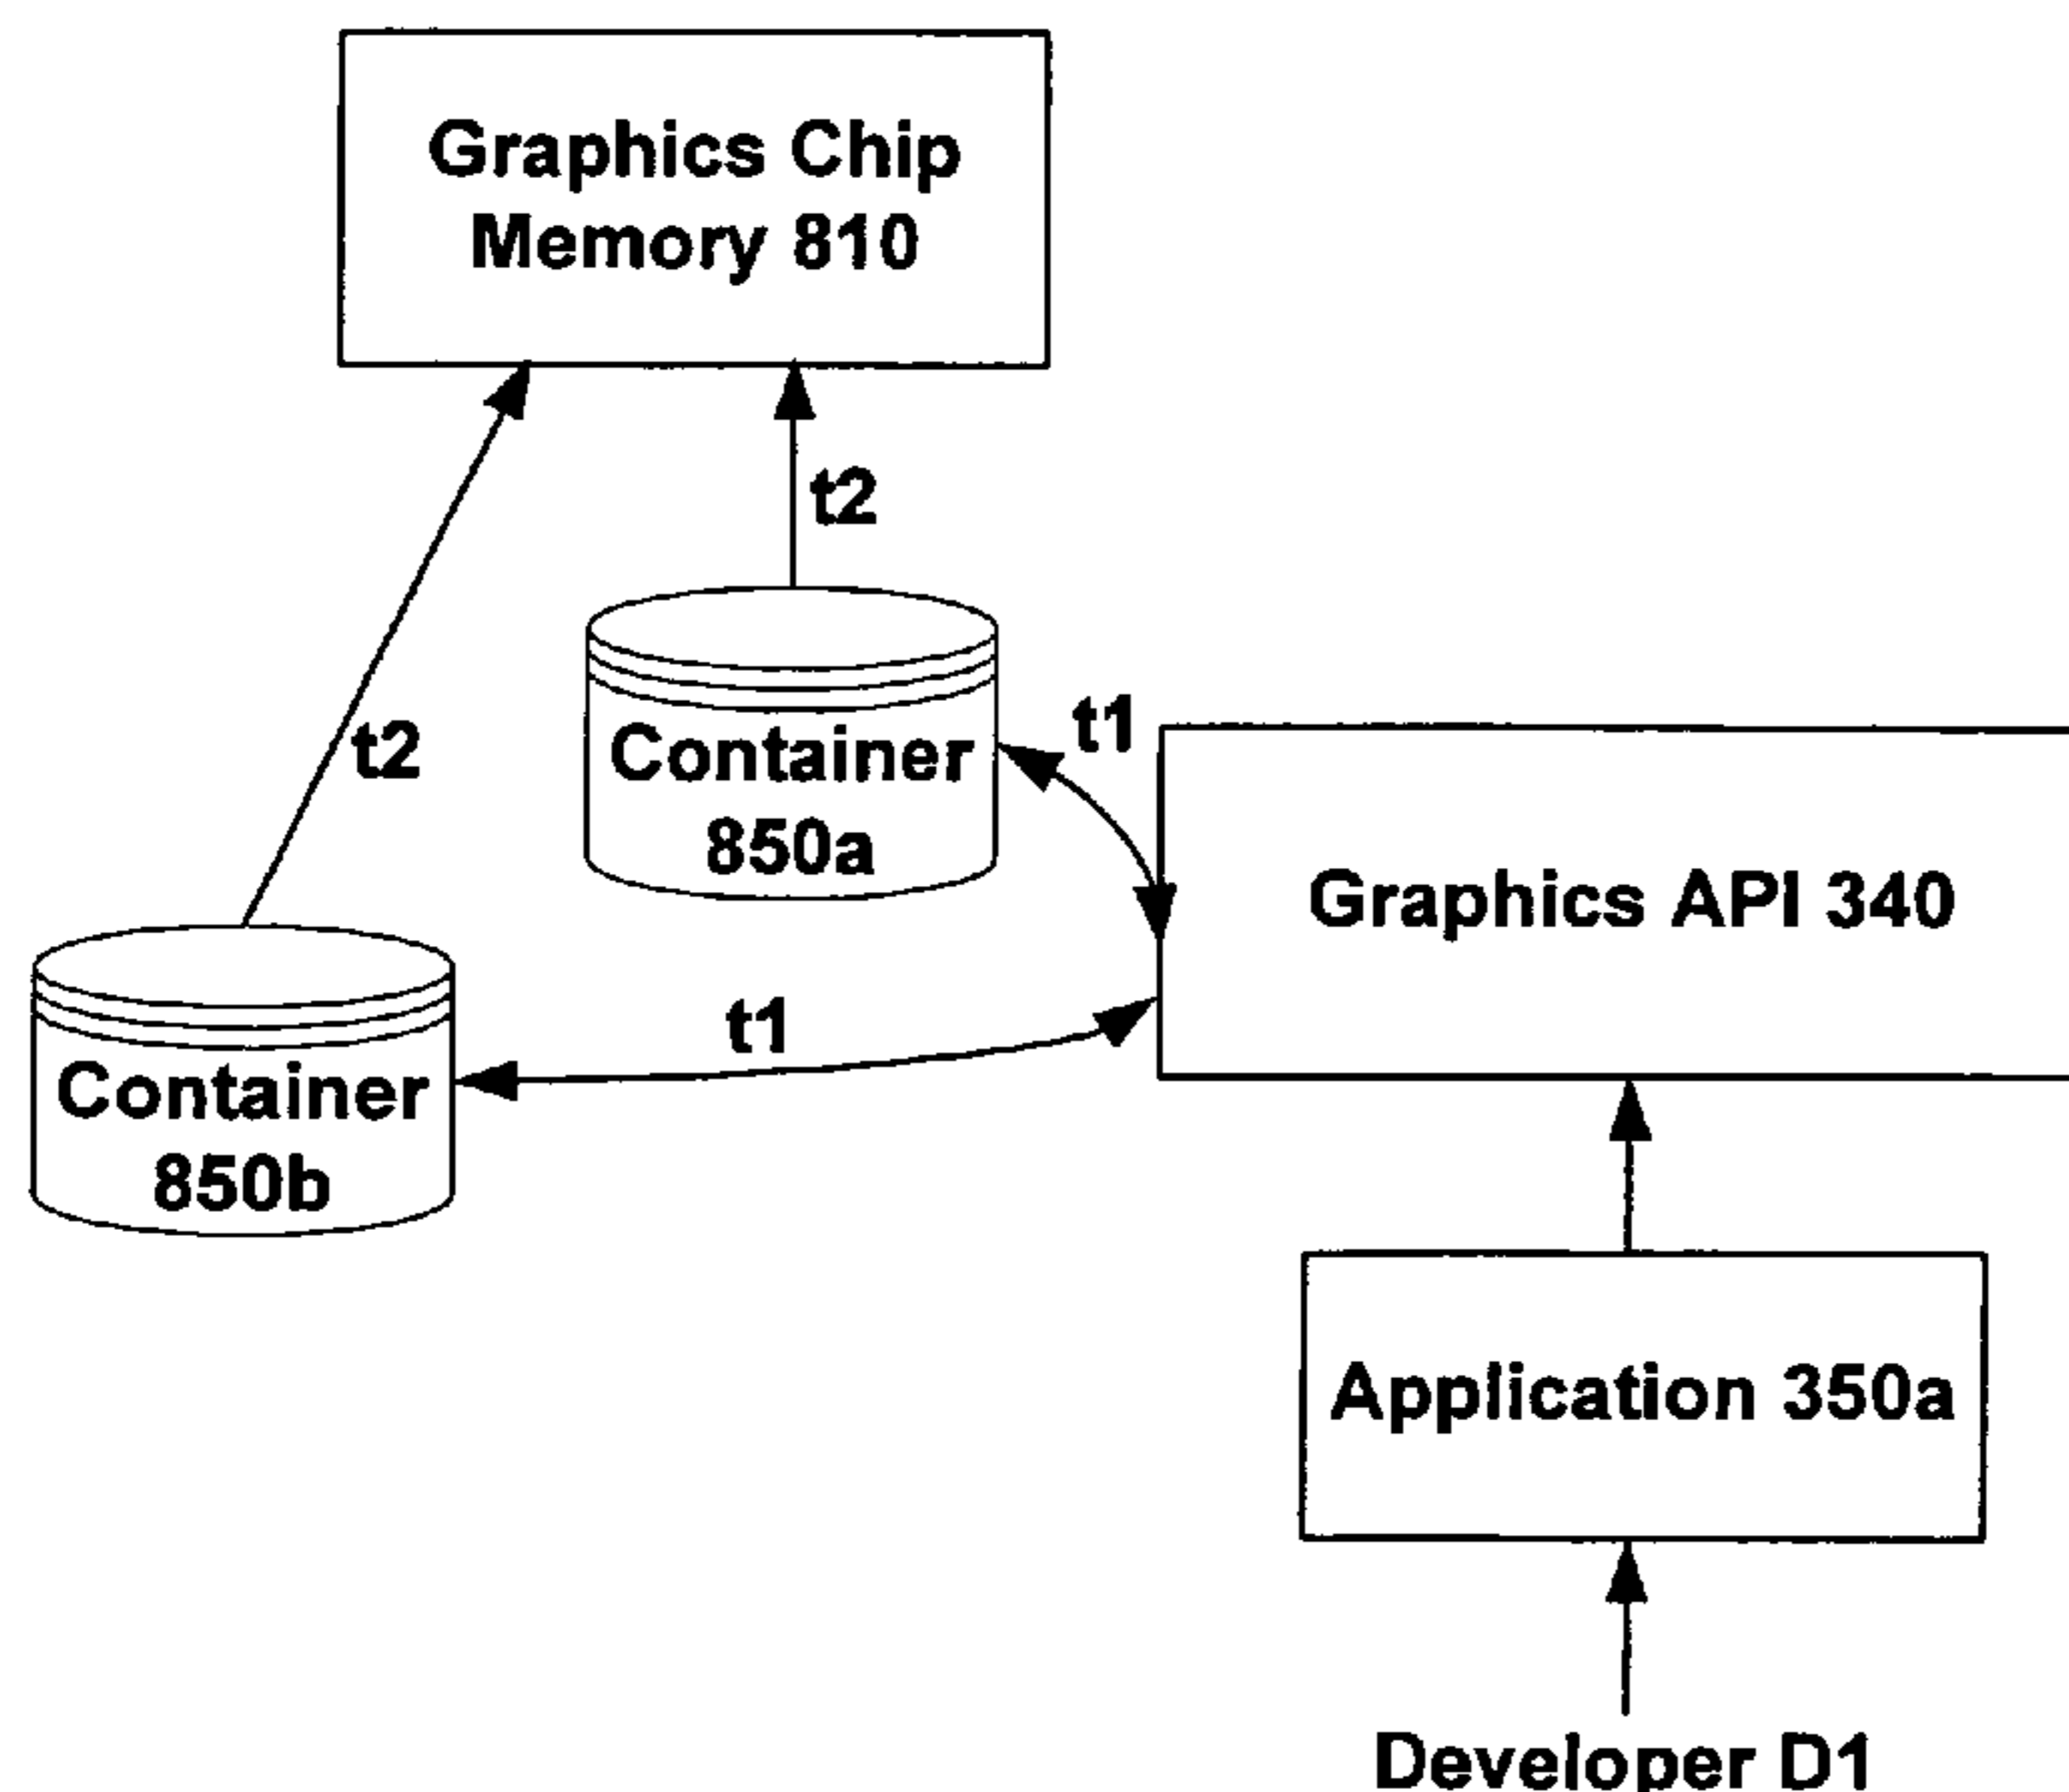 Graphics Chip
Memory 810
t2
t2
Container
850a
t1
Graphics API 340
Container
850b
t1
Application 350a
Developer D1